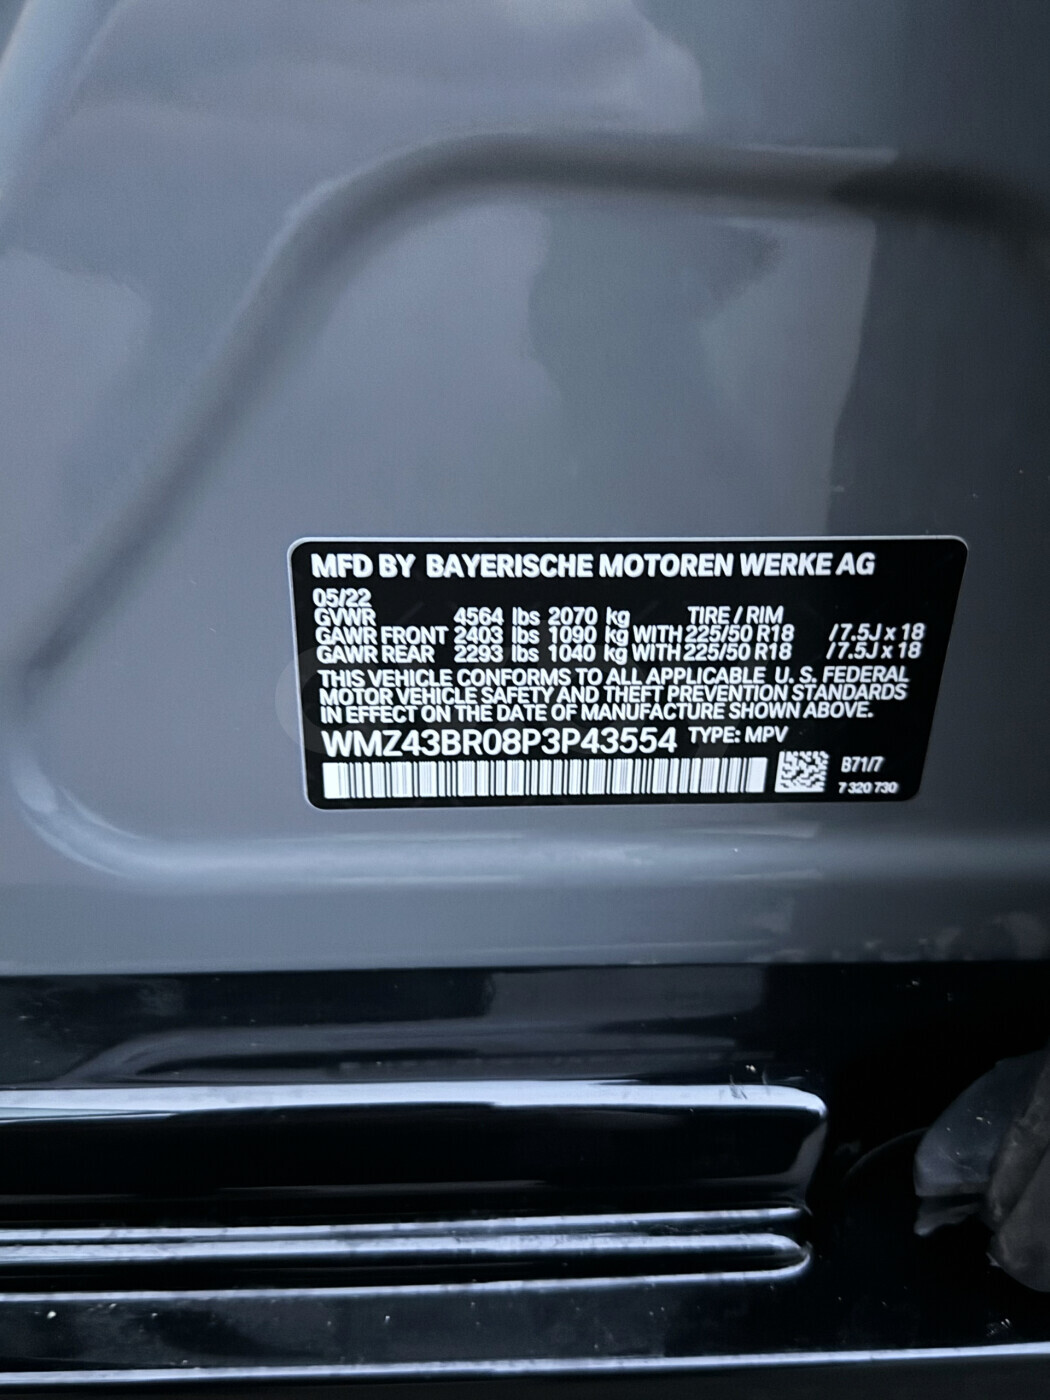 MFD BY BAYERISCHE MOTOREN WERKE AG
05/22
GVWR 4564 lbs 2070 kg TIRE / RIM
GAWR FRONT 2403 lbs 1090 kg WITH 225/50 R18 /7.5J x 18
GAWR REAR 2293 lbs 1040 kg WITH 225/50 R18 /7.5J x 18
THIS VEHICLE CONFORMS TO ALL APPLICABLE U. S. FEDERAL
MOTOR VEHICLE SAFETY AND THEFT PREVENTION STANDARDS
IN EFFECT ON THE DATE OF MANUFACTURE SHOWN ABOVE.
WMZ43BR08P3P43554 TYPE: MPV
B71/7
7 320 730